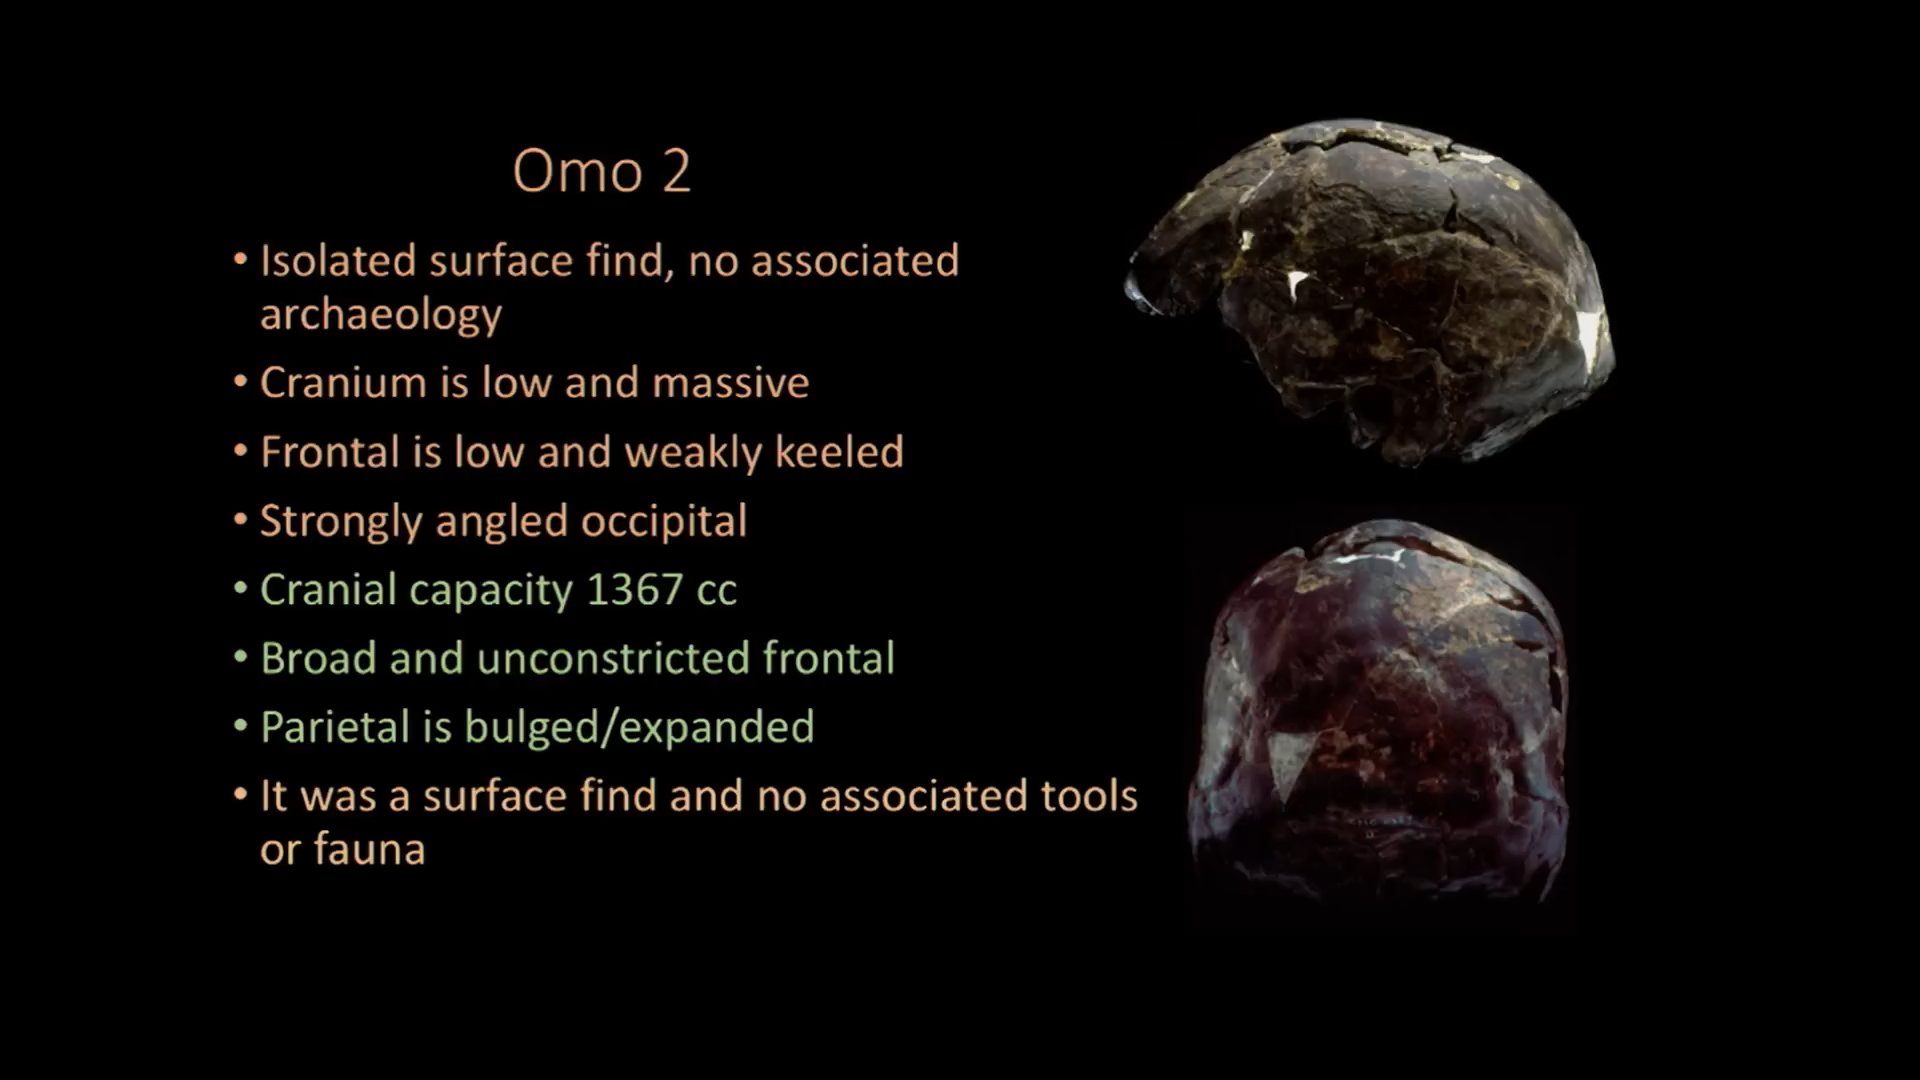 Omo 2
• Isolated surface find, no associated
archaeology
• Cranium is low and massive
• Frontal is low and weakly keeled
• Strongly angled occipital
• Cranial capacity 1367 cc
• Broad and unconstricted frontal
• Parietal is bulged/expanded
• It was a surface find and no associated tools
or fauna